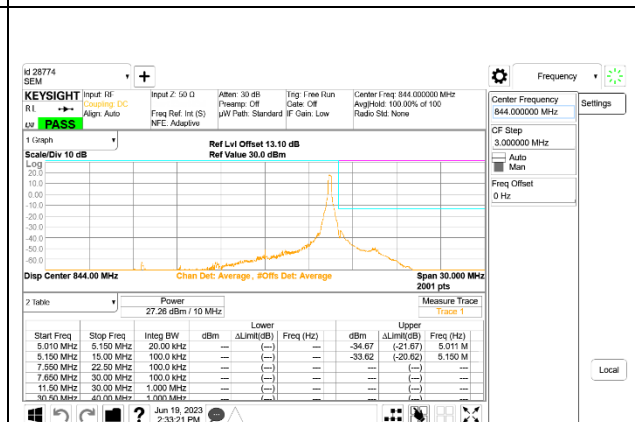 Id 28774
SEM
Frequency
KEYSIGHT
RL
PASS
Input: RF
Coupling: DC
Align: Auto
Input Z: 50 Ω
Freq Ref: Int (S)
NFE: Adaptive
Atten: 30 dB
Preamp: Off
µW Path: Standard
Trig: Free Run
Gate: Off
IF Gain: Low
Center Freq: 844.000000 MHz
Avg|Hold: 100.00% of 100
Radio Std: None
Center Frequency
844.000000 MHz
Settings
CF Step
3.000000 MHz
Auto
Man
Freq Offset
0 Hz
1 Graph
Ref Lvl Offset 13.10 dB
Scale/Div 10 dB
Ref Value 30.0 dBm
Log
20.0
10.0
0.00
-10.0
-20.0
-30.0
-40.0
-50.0
-60.0
Disp Center 844.00 MHz
Chan Det: Average , #Offs Det: Average
Span 30.000 MHz
2001 pts
2 Table
Power
27.26 dBm / 10 MHz
Measure Trace
Trace 1
Lower Upper
Start Freq Stop Freq Integ BW dBm ΔLimit(dB) Freq (Hz) dBm ΔLimit(dB) Freq (Hz)
5.010 MHz 5.150 MHz 20.00 kHz --- (---) --- -34.67 (-21.67) 5.011 M
5.150 MHz 15.00 MHz 100.0 kHz --- (---) --- -33.62 (-20.62) 5.150 M
7.550 MHz 22.50 MHz 100.0 kHz --- (---) --- --- (---) ---
7.650 MHz 30.00 MHz 100.0 kHz --- (---) --- --- (---) ---
11.50 MHz 30.00 MHz 1.000 MHz --- (---) --- --- (---) ---
30.50 MHz 40.00 MHz 1.000 MHz --- (---) --- --- (---) ---
Local
Jun 19, 2023
2:33:21 PM